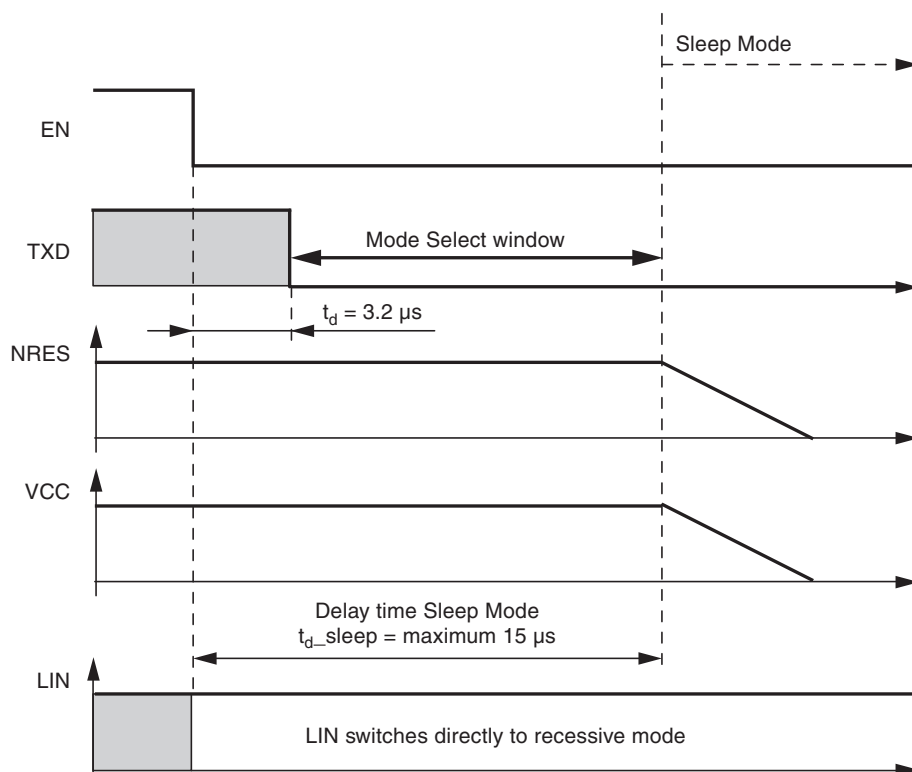 Sleep Mode
EN
TXD
Mode Select window
t_d = 3.2 μs
NRES
VCC
Delay time Sleep Mode
t_d_sleep = maximum 15 μs
LIN
LIN switches directly to recessive mode